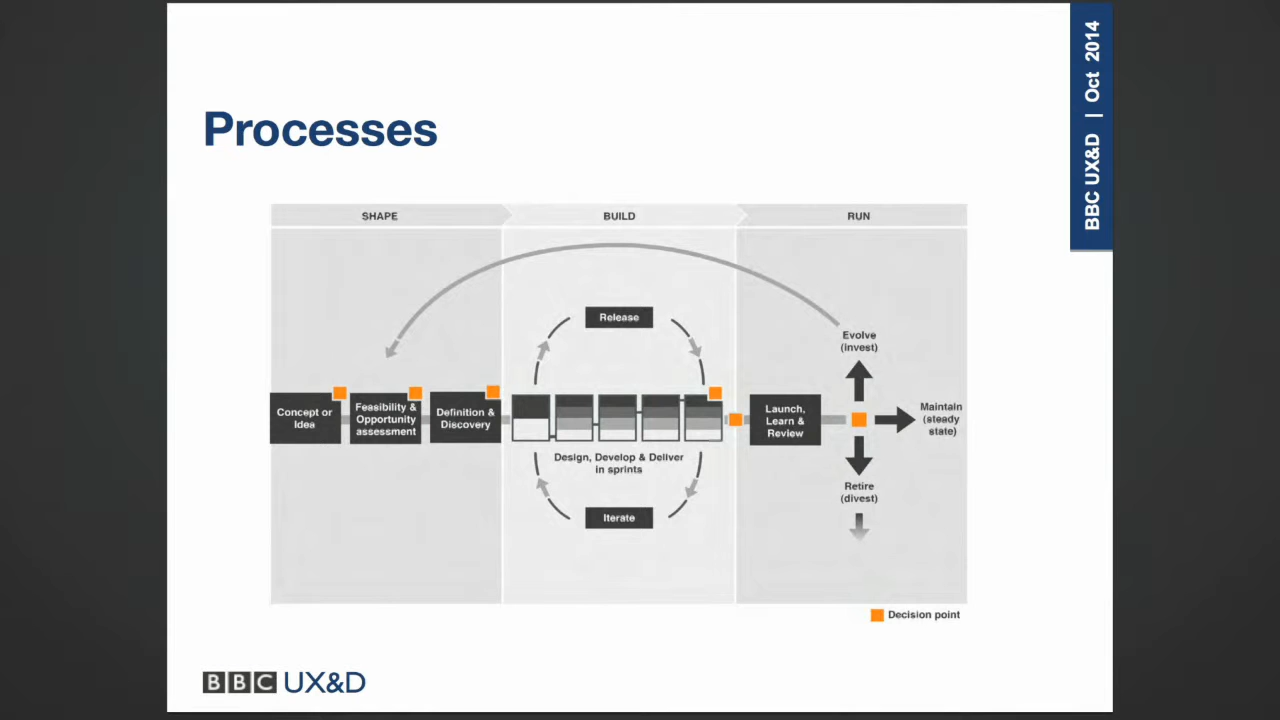 BBC UX&D | Oct 2014
Processes
SHAPE
BUILD
RUN
Release
Evolve
(invest)
Concept or
Idea
Feasibility &
Opportunity
assessment
Definition &
Discovery
Launch,
Learn &
Review
Maintain
(steady
state)
Design, Develop & Deliver
in sprints
Retire
(divest)
Iterate
Decision point
BBC UX&D